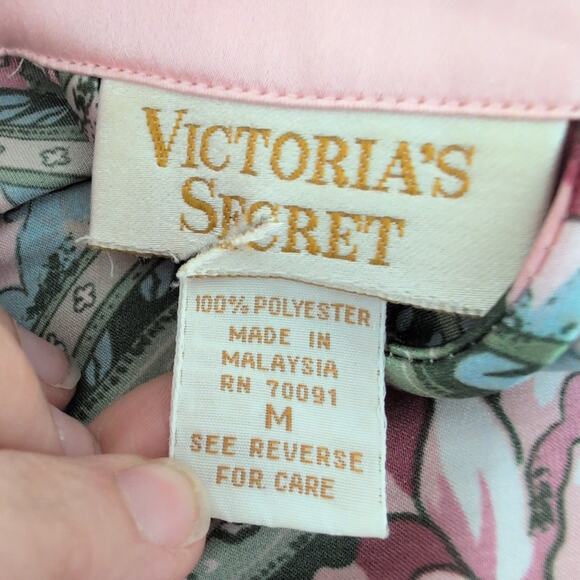 VICTORIA'S
SECRET
100% POLYESTER
MADE IN
MALAYSIA
RN 70091
M
SEE REVERSE
FOR CARE